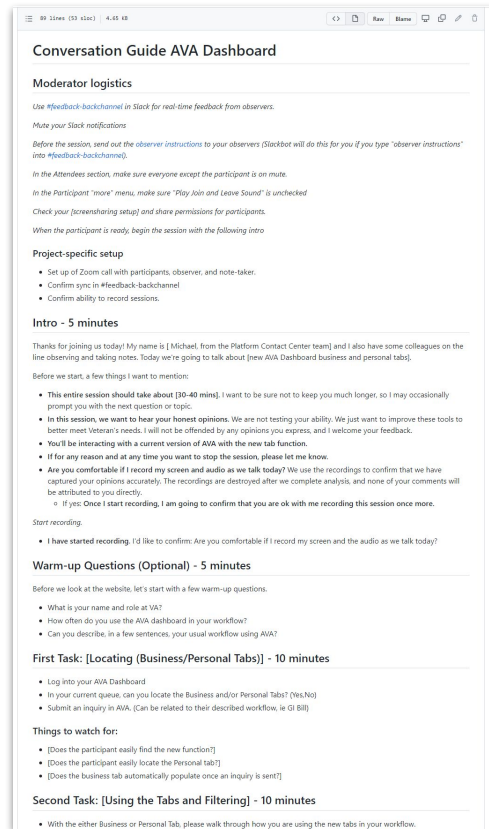 89 lines (53 sloc) 4.65 KB
Raw Blame
Conversation Guide AVA Dashboard
Moderator logistics
Use #feedback-backchannel in Slack for real-time feedback from observers.
Mute your Slack notifications
Before the session, send out the observer instructions to your observers (Slackbot will do this for you if you type "observer instructions"
into #feedback-backchannel).
In the Attendees section, make sure everyone except the participant is on mute.
In the Participant "more" menu, make sure "Play Join and Leave Sound" is unchecked
Check your [screensharing setup] and share permissions for participants.
When the participant is ready, begin the session with the following intro
Project-specific setup
• Set up of Zoom call with participants, observer, and note-taker.
• Confirm sync in #feedback-backchannel
• Confirm ability to record sessions.
Intro - 5 minutes
Thanks for joining us today! My name is [ Michael, from the Platform Contact Center team] and I also have some colleagues on the
line observing and taking notes. Today we're going to talk about [new AVA Dashboard business and personal tabs].
Before we start, a few things I want to mention:
• This entire session should take about [30-40 mins]. I want to be sure not to keep you much longer, so I may occasionally
prompt you with the next question or topic.
• In this session, we want to hear your honest opinions. We are not testing your ability. We just want to improve these tools to
better meet Veteran's needs. I will not be offended by any opinions you express, and I welcome your feedback.
• You'll be interacting with a current version of AVA with the new tab function.
• If for any reason and at any time you want to stop the session, please let me know.
• Are you comfortable if I record my screen and audio as we talk today? We use the recordings to confirm that we have
captured your opinions accurately. The recordings are destroyed after we complete analysis, and none of your comments will
be attributed to you directly.
○ If yes: Once I start recording, I am going to confirm that you are ok with me recording this session once more.
Start recording.
• I have started recording. I'd like to confirm: Are you comfortable if I record my screen and the audio as we talk today?
Warm-up Questions (Optional) - 5 minutes
Before we look at the website, let's start with a few warm-up questions.
• What is your name and role at VA?
• How often do you use the AVA dashboard in your workflow?
• Can you describe, in a few sentences, your usual workflow using AVA?
First Task: [Locating (Business/Personal Tabs)] - 10 minutes
• Log into your AVA Dashboard
• In your current queue, can you locate the Business and/or Personal Tabs? (Yes,No)
• Submit an inquiry in AVA. (Can be related to their described workflow, ie GI Bill)
Things to watch for:
• [Does the participant easily find the new function?]
• [Does the participant easily locate the Personal tab?]
• [Does the business tab automatically populate once an inquiry is sent?]
Second Task: [Using the Tabs and Filtering] - 10 minutes
• With the either Business or Personal Tab, please walk through how you are using the new tabs in your workflow.